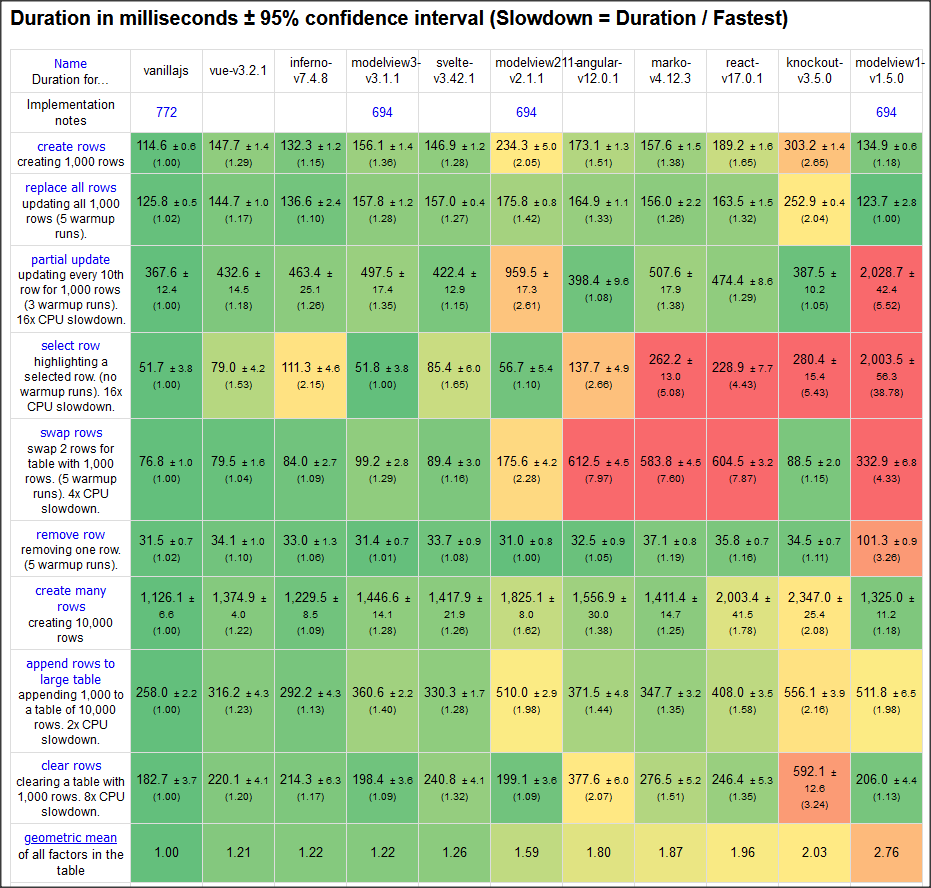 Duration in milliseconds ± 95% confidence interval (Slowdown = Duration / Fastest)
Name
Duration for...
vanillajs
vue-v3.2.1
inferno-
v7.4.8
modelview3-
v3.1.1
svelte-
v3.42.1
modelview211-
v2.1.1
angular-
v12.0.1
marko-
v4.12.3
react-
v17.0.1
knockout-
v3.5.0
modelview1-
v1.5.0
Implementation
notes
772
694
694
694
create rows
creating 1,000 rows
114.6 ± 0.6
(1.00)
147.7 ± 1.4
(1.29)
132.3 ± 1.2
(1.15)
156.1 ± 1.4
(1.36)
146.9 ± 1.2
(1.28)
234.3 ± 5.0
(2.05)
173.1 ± 1.3
(1.51)
157.6 ± 1.5
(1.38)
189.2 ± 1.6
(1.65)
303.2 ± 1.4
(2.65)
134.9 ± 0.6
(1.18)
replace all rows
updating all 1,000
rows (5 warmup
runs).
125.8 ± 0.5
(1.02)
144.7 ± 1.0
(1.17)
136.6 ± 2.4
(1.10)
157.8 ± 1.2
(1.28)
157.0 ± 0.4
(1.27)
175.8 ± 0.8
(1.42)
164.9 ± 1.1
(1.33)
156.0 ± 2.2
(1.26)
163.5 ± 1.5
(1.32)
252.9 ± 0.4
(2.04)
123.7 ± 2.8
(1.00)
partial update
updating every 10th
row for 1,000 rows
(3 warmup runs).
16x CPU slowdown.
367.6 ±
12.4
(1.00)
432.6 ±
14.5
(1.18)
463.4 ±
25.1
(1.26)
497.5 ±
17.4
(1.35)
422.4 ±
12.9
(1.15)
959.5 ±
17.3
(2.61)
398.4 ± 9.6
(1.08)
507.6 ±
17.9
(1.38)
474.4 ± 8.6
(1.29)
387.5 ±
10.2
(1.05)
2,028.7 ±
42.4
(5.52)
select row
highlighting a
selected row. (no
warmup runs). 16x
CPU slowdown.
51.7 ± 3.8
(1.00)
79.0 ± 4.2
(1.53)
111.3 ± 4.6
(2.15)
51.8 ± 3.8
(1.00)
85.4 ± 6.0
(1.65)
56.7 ± 5.4
(1.10)
137.7 ± 4.9
(2.66)
262.2 ±
13.0
(5.08)
228.9 ± 7.7
(4.43)
280.4 ±
15.4
(5.43)
2,003.5 ±
56.3
(38.78)
swap rows
swap 2 rows for
table with 1,000
rows. (5 warmup
runs). 4x CPU
slowdown.
76.8 ± 1.0
(1.00)
79.5 ± 1.6
(1.04)
84.0 ± 2.7
(1.09)
99.2 ± 2.8
(1.29)
89.4 ± 3.0
(1.16)
175.6 ± 4.2
(2.28)
612.5 ± 4.5
(7.97)
583.8 ± 4.5
(7.60)
604.5 ± 3.2
(7.87)
88.5 ± 2.0
(1.15)
332.9 ± 6.8
(4.33)
remove row
removing one row.
(5 warmup runs).
31.5 ± 0.7
(1.02)
34.1 ± 1.0
(1.10)
33.0 ± 1.3
(1.06)
31.4 ± 0.7
(1.01)
33.7 ± 0.9
(1.08)
31.0 ± 0.8
(1.00)
32.5 ± 0.9
(1.05)
37.1 ± 0.8
(1.19)
35.8 ± 0.7
(1.16)
34.5 ± 0.7
(1.11)
101.3 ± 0.9
(3.26)
create many
rows
creating 10,000
rows
1,126.1 ±
6.6
(1.00)
1,374.9 ±
4.0
(1.22)
1,229.5 ±
8.5
(1.09)
1,446.6 ±
14.1
(1.28)
1,417.9 ±
21.9
(1.26)
1,825.1 ±
8.0
(1.62)
1,556.9 ±
30.0
(1.38)
1,411.4 ±
14.7
(1.25)
2,003.4 ±
41.5
(1.78)
2,347.0 ±
25.4
(2.08)
1,325.0 ±
11.2
(1.18)
append rows to
large table
appending 1,000 to
a table of 10,000
rows. 2x CPU
slowdown.
258.0 ± 2.2
(1.00)
316.2 ± 4.3
(1.23)
292.2 ± 4.3
(1.13)
360.6 ± 2.2
(1.40)
330.3 ± 1.7
(1.28)
510.0 ± 2.9
(1.98)
371.5 ± 4.8
(1.44)
347.7 ± 3.2
(1.35)
408.0 ± 3.5
(1.58)
556.1 ± 3.9
(2.16)
511.8 ± 6.5
(1.98)
clear rows
clearing a table with
1,000 rows. 8x CPU
slowdown.
182.7 ± 3.7
(1.00)
220.1 ± 4.1
(1.20)
214.3 ± 6.3
(1.17)
198.4 ± 3.6
(1.09)
240.8 ± 4.1
(1.32)
199.1 ± 3.6
(1.09)
377.6 ± 6.0
(2.07)
276.5 ± 5.2
(1.51)
246.4 ± 5.3
(1.35)
592.1 ±
12.6
(3.24)
206.0 ± 4.4
(1.13)
geometric mean
of all factors in the
table
1.00
1.21
1.22
1.22
1.26
1.59
1.80
1.87
1.96
2.03
2.76